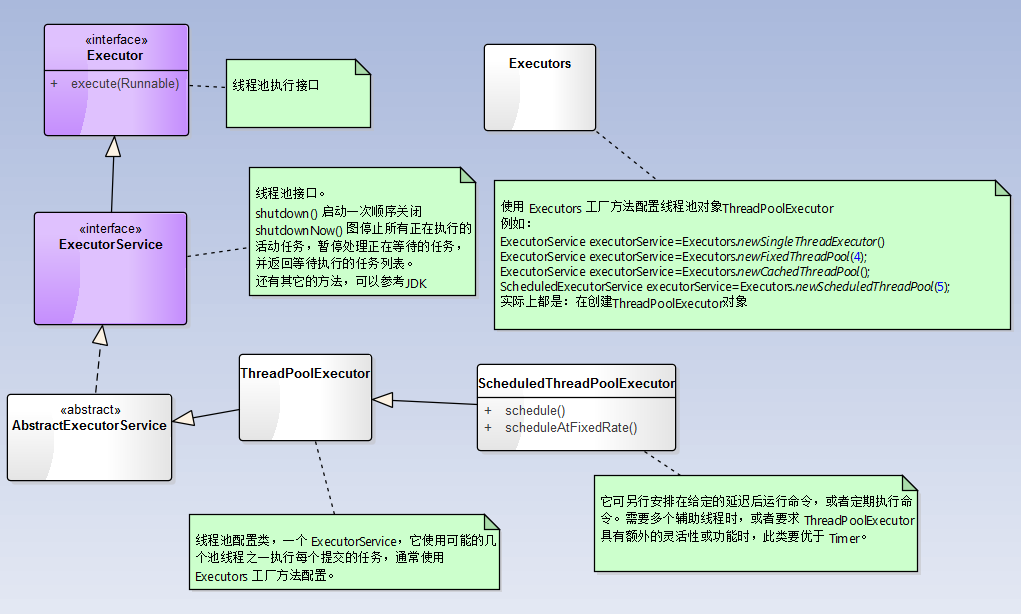 «interface»
Executor
+ execute(Runnable)
线程池执行接口
Executors
«interface»
ExecutorService
线程池接口。
shutdown() 启动一次顺序关闭
shutdownNow() 图停止所有正在执行的
活动任务，暂停处理正在等待的任务，
并返回等待执行的任务列表。
还有其它的方法，可以参考JDK
使用 Executors 工厂方法配置线程池对象ThreadPoolExecutor
例如：
ExecutorService executorService=Executors.newSingleThreadExecutor()
ExecutorService executorService=Executors.newFixedThreadPool(4);
ExecutorService executorService=Executors.newCachedThreadPool();
ScheduledExecutorService executorService=Executors.newScheduledThreadPool(5);
实际上都是：在创建ThreadPoolExecutor对象
«abstract»
AbstractExecutorService
ThreadPoolExecutor
ScheduledThreadPoolExecutor
+ schedule()
+ scheduleAtFixedRate()
线程池配置类，一个 ExecutorService，它使用可能的几
个池线程之一执行每个提交的任务，通常使用
Executors 工厂方法配置。
它可另行安排在给定的延迟后运行命令，或者定期执行命
令。需要多个辅助线程时，或者要求 ThreadPoolExecutor
具有额外的灵活性或功能时，此类要优于 Timer。